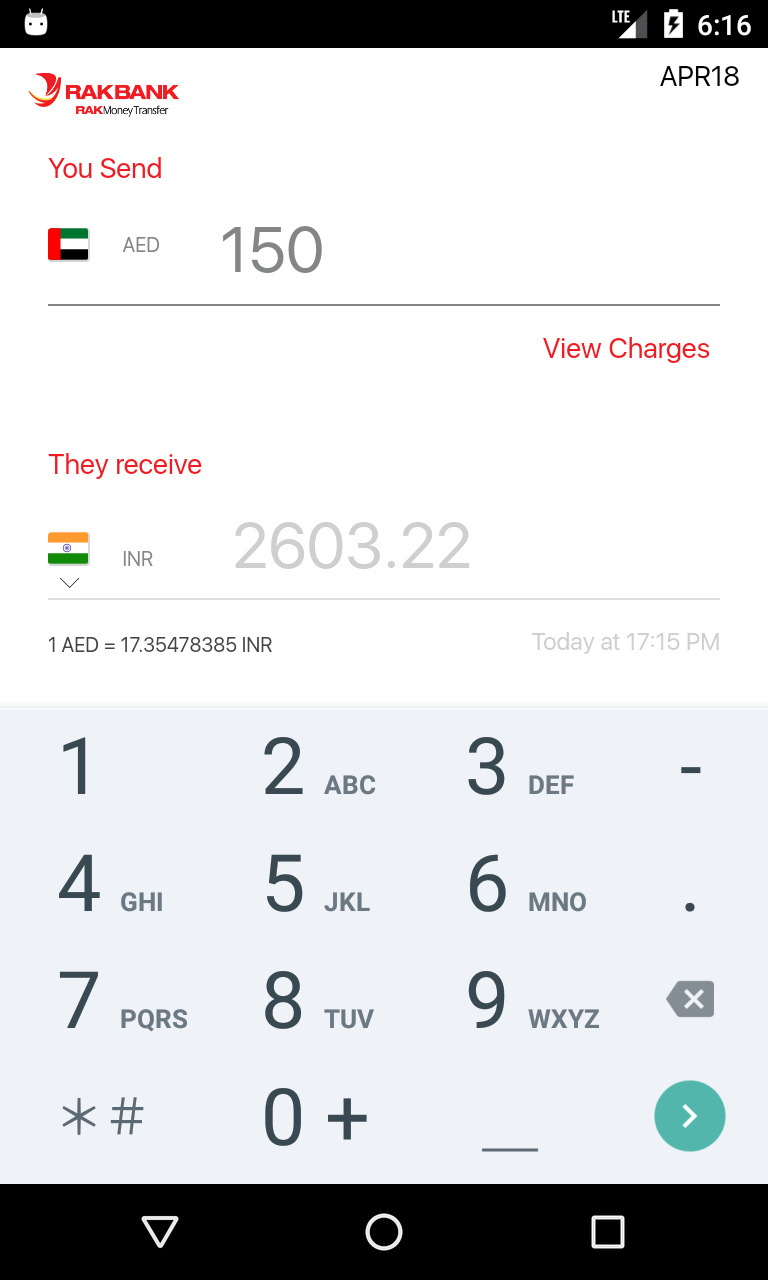 LTE 6:16
RAKBANK
RAKMoneyTransfer
APR18
You Send
AED 150
View Charges
They receive
INR 2603.22
1 AED = 17.35478385 INR
Today at 17:15 PM
1 2 ABC 3 DEF -
4 GHI 5 JKL 6 MNO .
7 PQRS 8 TUV 9 WXYZ
* # 0 + _